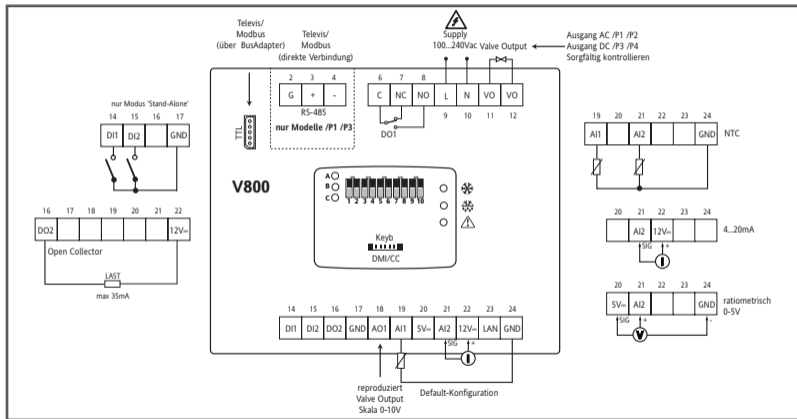 Televis/
Modbus
(über BusAdapter)
Televis/
Modbus
(direkte Verbindung)
Supply
100...240Vac
Valve Output
Ausgang AC /P1 /P2
Ausgang DC /P3 /P4
Sorgfältig kontrollieren
2 3 4
G + -
RS-485
nur Modelle /P1 /P3
TTL
6 7 8
C NC NO L N VO VO
9 10 11 12
DO1
nur Modus 'Stand-Alone'
14 15 16 17
DI1 DI2 GND
16 17 18 19 20 21 22
DO2 12V⎓
Open Collector
LAST
max 35mA
V800
A
B
C
1 2 3 4 5 6 7 8 9 10
Keyb
DMI/CC
19 20 21 22 23 24
AI1 AI2 GND
NTC
20 21 22 23 24
AI2 12V⎓
4...20mA
SIG +
I
20 21 22 23 24
5V⎓ AI2 GND
ratiometrisch
0-5V
SIG + -
V
14 15 16 17 18 19 20 21 22 23 24
DI1 DI2 DO2 GND AO1 AI1 5V⎓ AI2 12V⎓ LAN GND
SIG +
I
reproduziert
Valve Output
Skala 0-10V
Default-Konfiguration